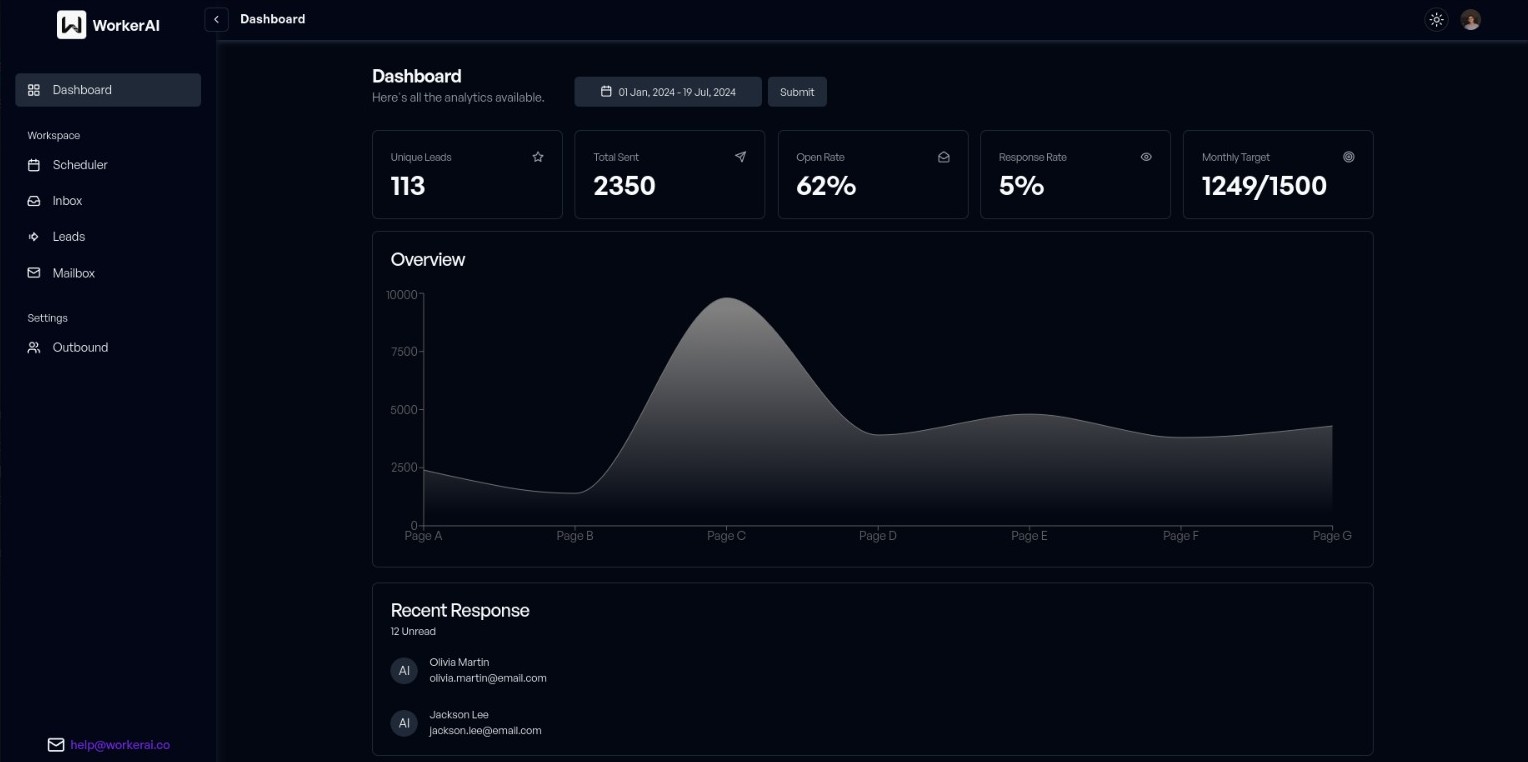 WorkerAI
Dashboard
Dashboard
Workspace
Scheduler
Inbox
Leads
Mailbox
Settings
Outbound
help@workerai.co
Dashboard
Here's all the analytics available.
01 Jan, 2024 - 19 Jul, 2024
Submit
Unique Leads
113
Total Sent
2350
Open Rate
62%
Response Rate
5%
Monthly Target
1249/1500
Overview
10000
7500
5000
2500
0
Page A Page B Page C Page D Page E Page F Page G
Recent Response
12 Unread
AI
Olivia Martin
olivia.martin@email.com
AI
Jackson Lee
jackson.lee@email.com